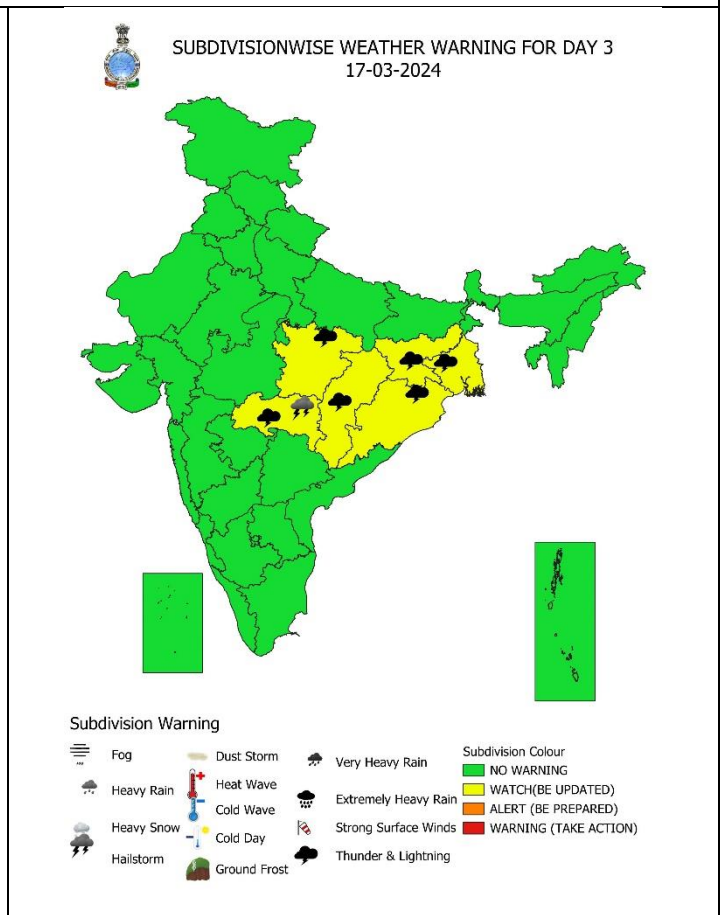 SUBDIVISIONWISE WEATHER WARNING FOR DAY 3
17-03-2024
Subdivision Warning
Fog
Heavy Rain
Heavy Snow
Hailstorm
Dust Storm
Heat Wave
Cold Wave
Cold Day
Ground Frost
Very Heavy Rain
Extremely Heavy Rain
Strong Surface Winds
Thunder & Lightning
Subdivision Colour
NO WARNING
WATCH(BE UPDATED)
ALERT (BE PREPARED)
WARNING (TAKE ACTION)